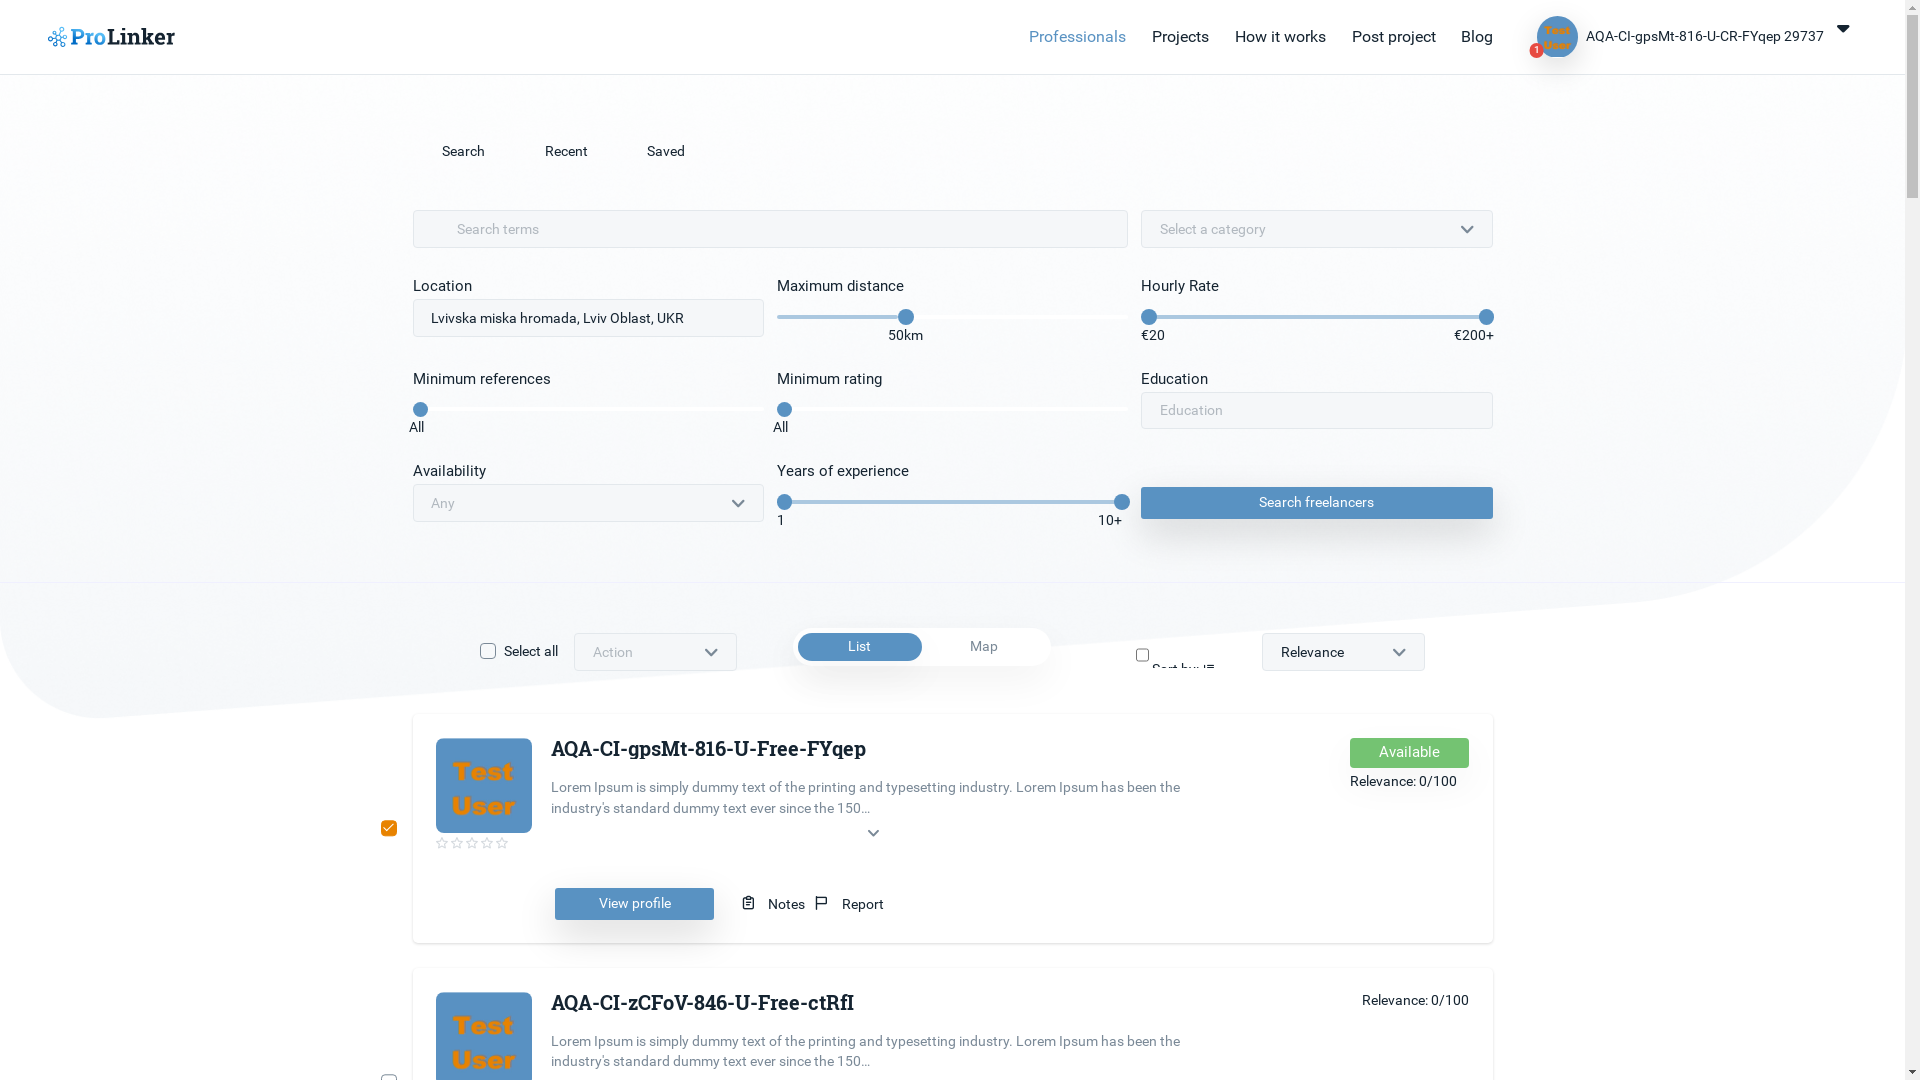 ProLinker
Professionals Projects How it works Post project Blog
Test
User
1
AQA-CI-gpsMt-816-U-CR-FYqep 29737
Search Recent Saved
Search terms
Select a category
Location
Lvivska miska hromada, Lviv Oblast, UKR
Maximum distance
50km
Hourly Rate
€20 €200+
Minimum references
All
Minimum rating
All
Education
Education
Availability
Any
Years of experience
1 10+
Search freelancers
Select all
Action
List Map
Sort by:
Relevance
Test
User
AQA-CI-gpsMt-816-U-Free-FYqep
Lorem Ipsum is simply dummy text of the printing and typesetting industry. Lorem Ipsum has been the
industry's standard dummy text ever since the 150...
Available
Relevance: 0/100
View profile
Notes
Report
Test
User
AQA-CI-zCFoV-846-U-Free-ctRfI
Relevance: 0/100
Lorem Ipsum is simply dummy text of the printing and typesetting industry. Lorem Ipsum has been the
industry's standard dummy text ever since the 150...